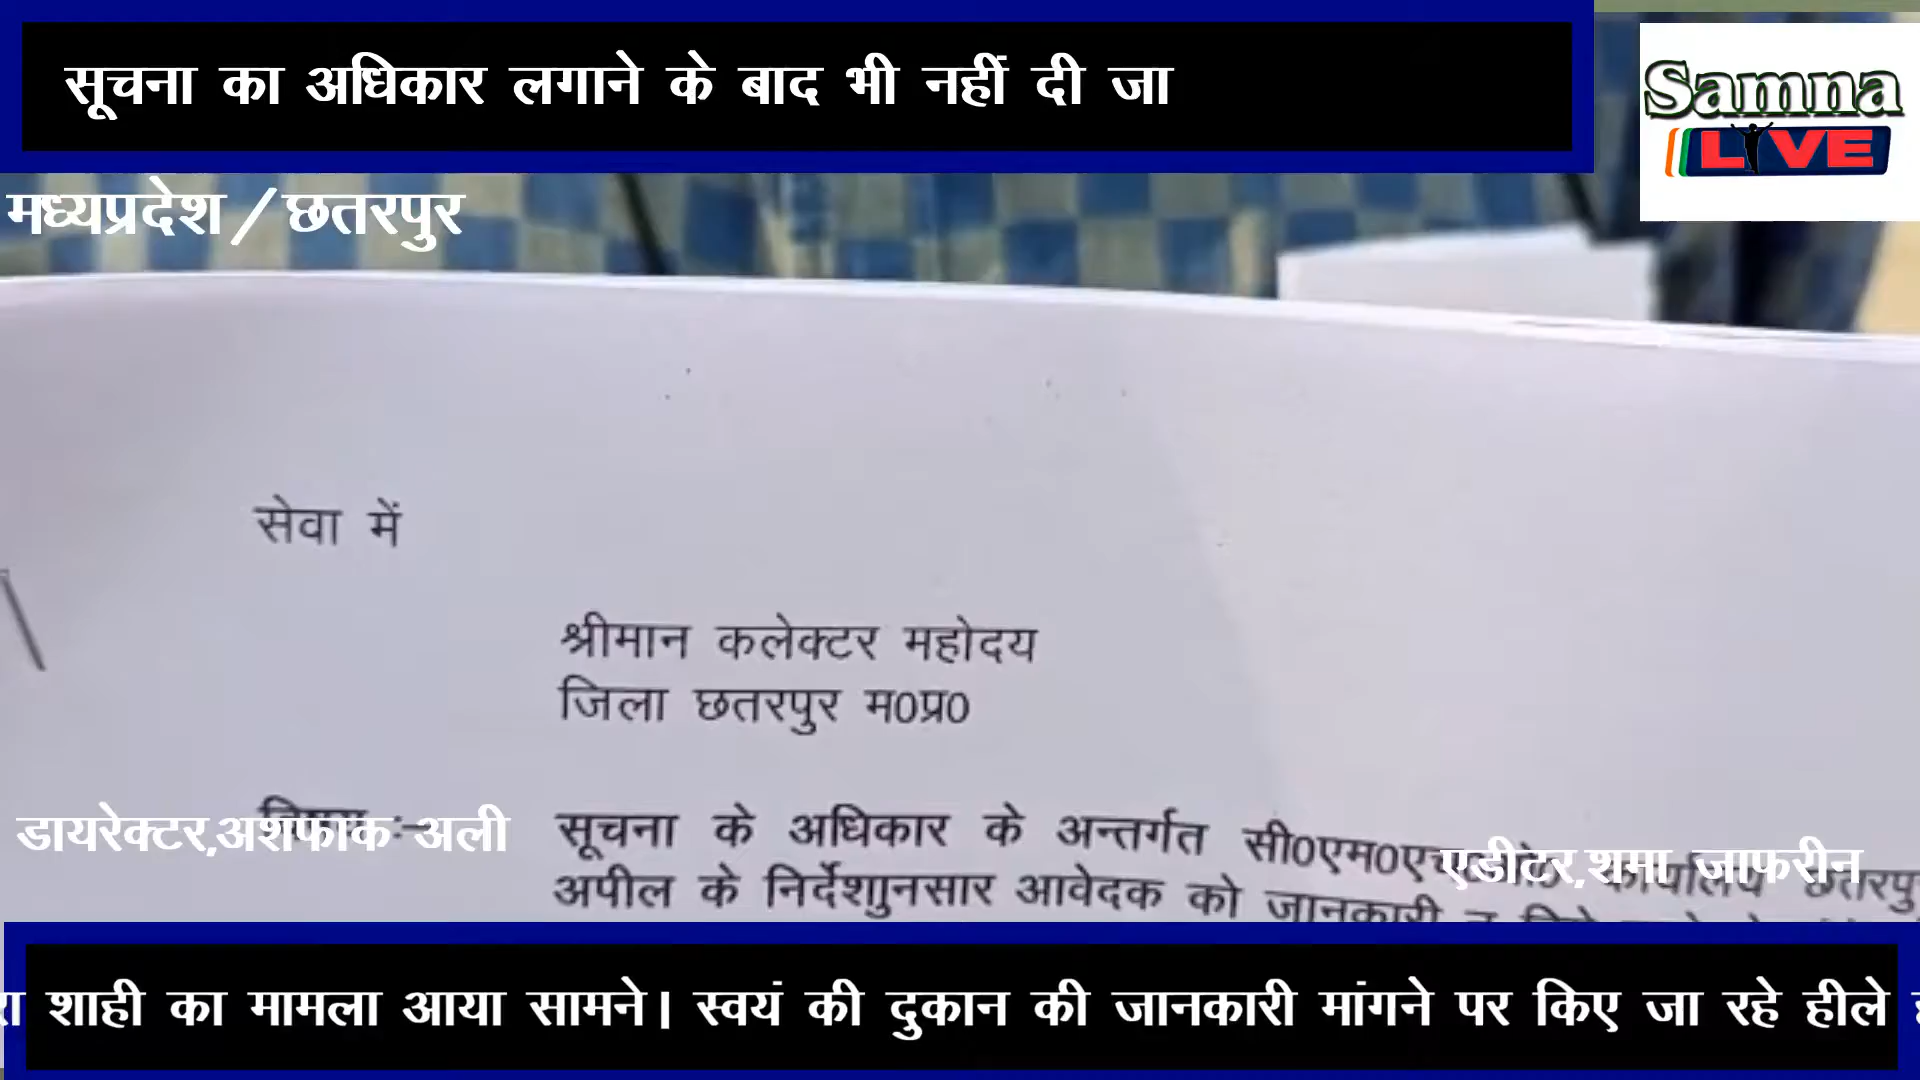 सूचना का अधिकार लगाने के बाद भी नहीं दी जा
Samna
LIVE
मध्यप्रदेश/छतरपुर
सेवा में
श्रीमान कलेक्टर महोदय
जिला छतरपुर म0प्र0
सूचना के अधिकार के अन्तर्गत
अपील के निर्देशाुनसार आवेदक को जानकारी
डायरेक्टर,अशफाक अली
एडीटर,शमा जाफरीन
शाही का मामला आया सामने। स्वयं की दुकान की जानकारी मांगने पर किए जा रहे हीले